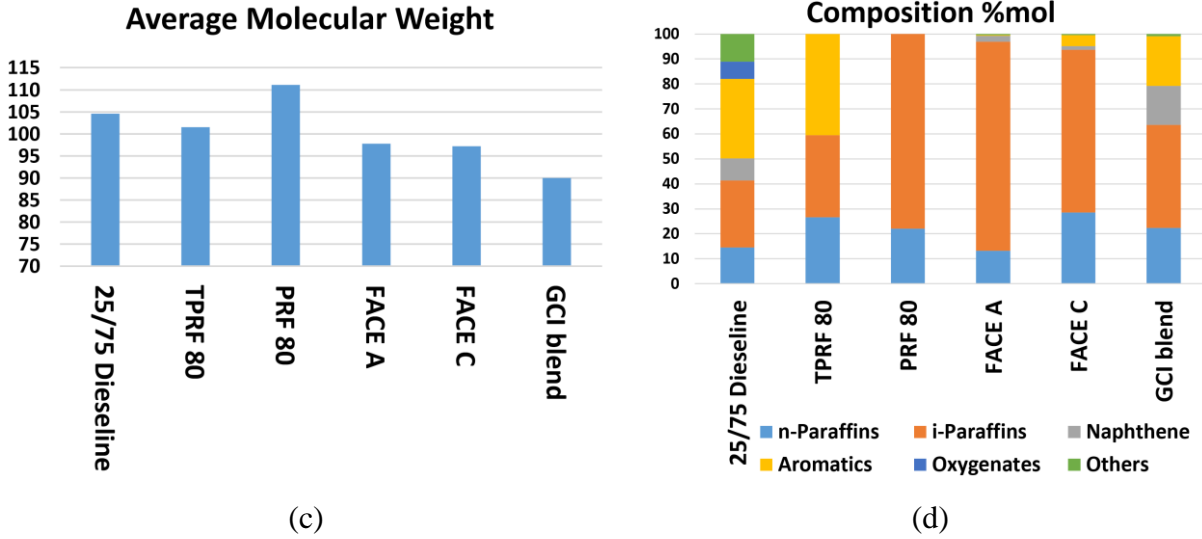 Average Molecular Weight
115
110
105
100
95
90
85
80
75
70
25/75 Dieseline
TPRF 80
PRF 80
FACE A
FACE C
GCI blend
(c)
Composition %mol
100
90
80
70
60
50
40
30
20
10
0
25/75 Dieseline
TPRF 80
PRF 80
FACE A
FACE C
GCI blend
n-Paraffins i-Paraffins Naphthene
Aromatics Oxygenates Others
(d)